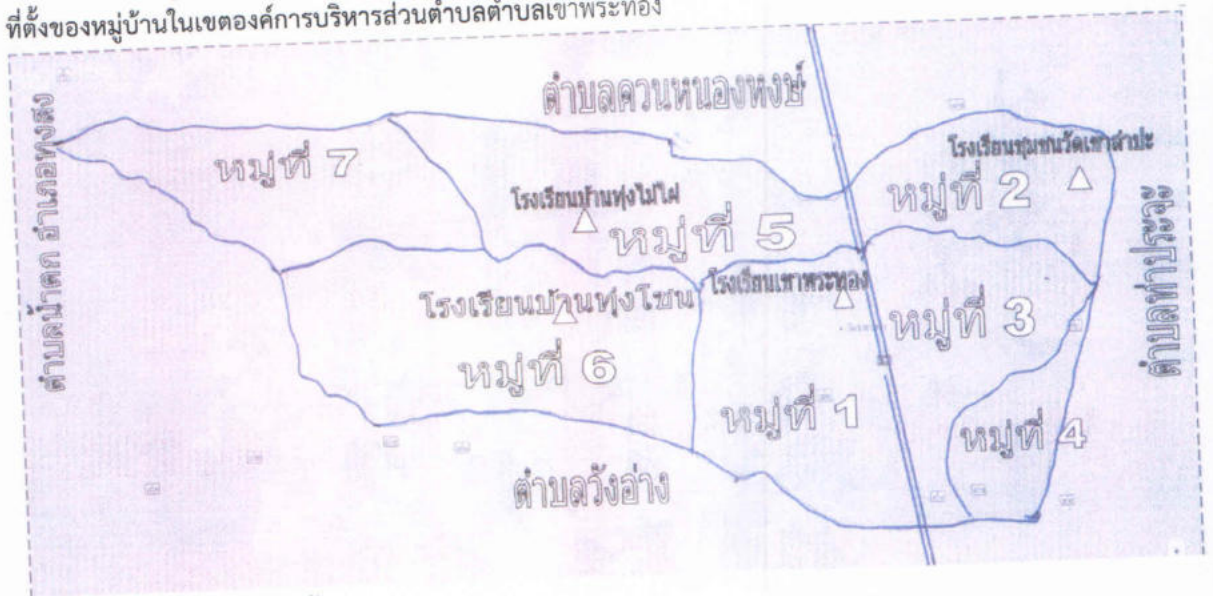 ที่ตั้งของหมู่บ้านในเขตองค์การบริหารส่วนตำบลตำบลเขาพระทอง
ตำบลควนหนองหงษ์
ตำบลน้ำตก อำเภอทุ่งสง
หมู่ที่ 7
โรงเรียนบ้านทุ่งไม้ไผ่
หมู่ที่ 5
โรงเรียนชุมชนวัดเขาลำปะ
หมู่ที่ 2
ตำบลท่าประจะ
โรงเรียนบ้านทุ่งโชน
หมู่ที่ 6
โรงเรียนเขาพระทอง
หมู่ที่ 1
หมู่ที่ 3
หมู่ที่ 4
ตำบลวังอ่าง